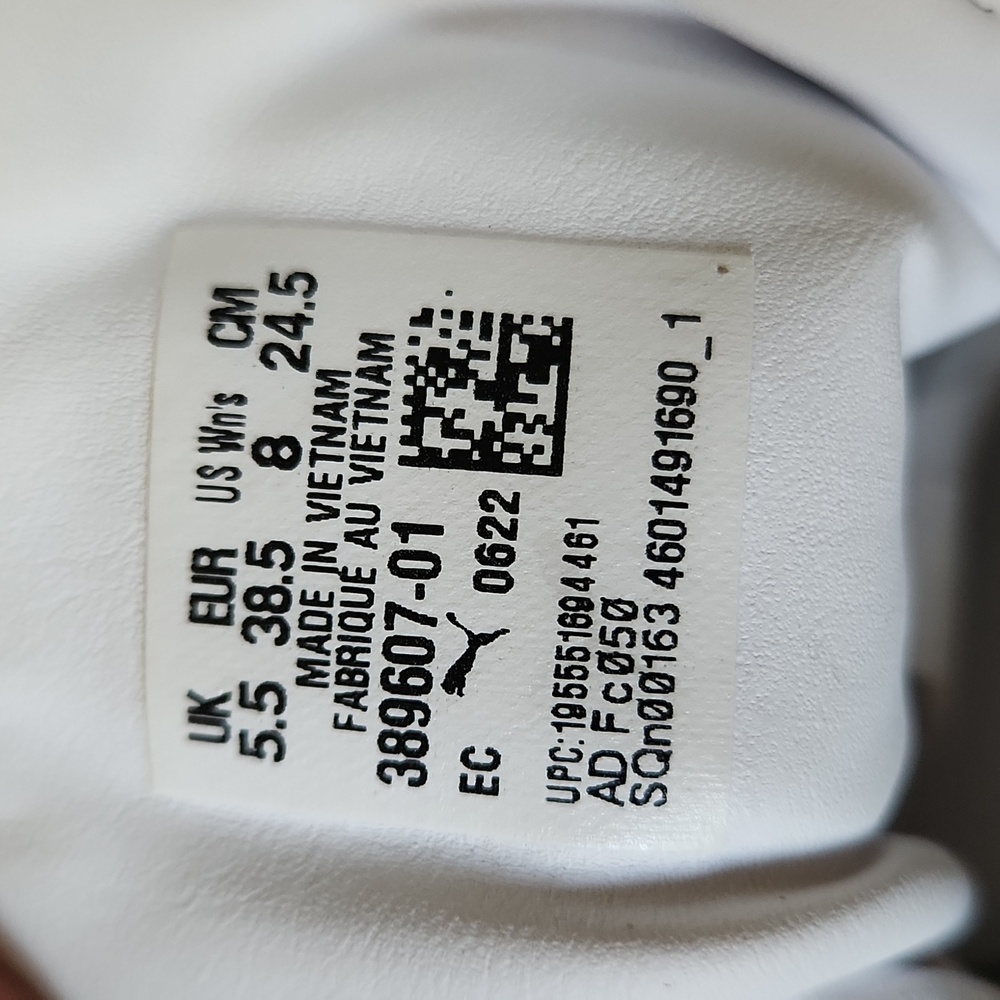 UK EUR US Wn's CM
5.5 38.5 8 24.5
MADE IN VIETNAM
FABRIQUÉ AU VIETNAM
389607-01
EC 0622
UPC:195551694461
AD Fcø5Ø
SQnØØ163 4601491690_1